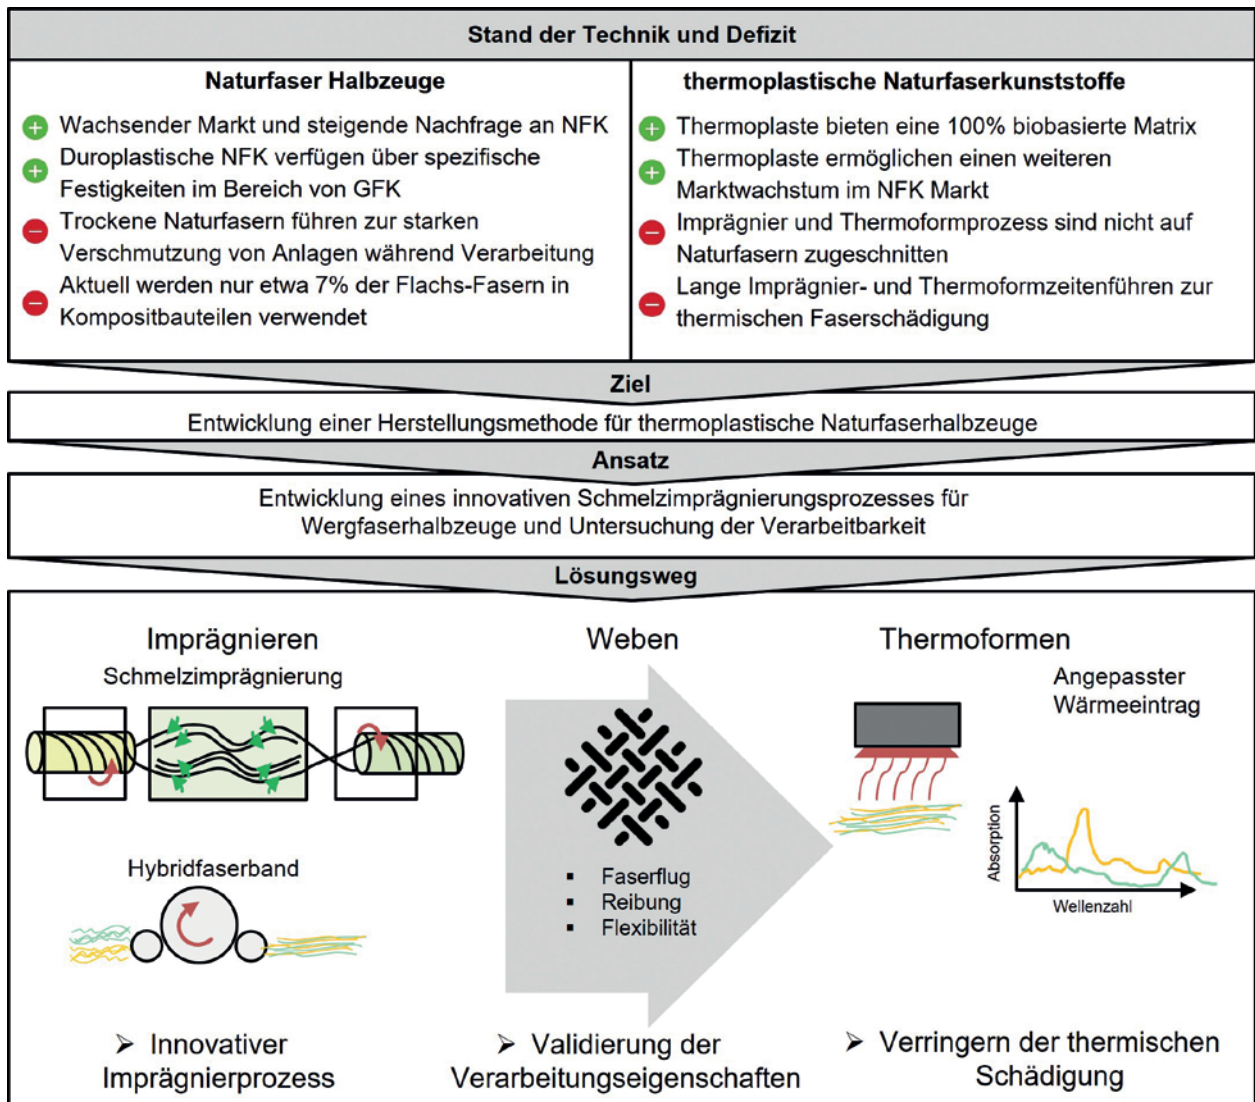 Stand der Technik und Defizit
Naturfaser Halbzeuge
Wachsender Markt und steigende Nachfrage an NFK
Duroplastische NFK verfügen über spezifische
Festigkeiten im Bereich von GFK
Trockene Naturfasern führen zur starken
Verschmutzung von Anlagen während Verarbeitung
Aktuell werden nur etwa 7% der Flachs-Fasern in
Kompositbauteilen verwendet
thermoplastische Naturfaserkunststoffe
Thermoplaste bieten eine 100% biobasierte Matrix
Thermoplaste ermöglichen einen weiteren
Marktwachstum im NFK Markt
Imprägnier und Thermoformprozess sind nicht auf
Naturfasern zugeschnitten
Lange Imprägnier- und Thermoformzeitenführen zur
thermischen Faserschädigung
Ziel
Entwicklung einer Herstellungsmethode für thermoplastische Naturfaserhalbzeuge
Ansatz
Entwicklung eines innovativen Schmelzimprägnierungsprozesses für
Wergfaserhalbzeuge und Untersuchung der Verarbeitbarkeit
Lösungsweg
Imprägnieren
Schmelzimprägnierung
Hybridfaserband
➢ Innovativer
Imprägnierprozess
Weben
▪ Faserflug
▪ Reibung
▪ Flexibilität
➢ Validierung der
Verarbeitungseigenschaften
Thermoformen
Angepasster
Wärmeeintrag
Absorption
Wellenzahl
➢ Verringern der thermischen
Schädigung